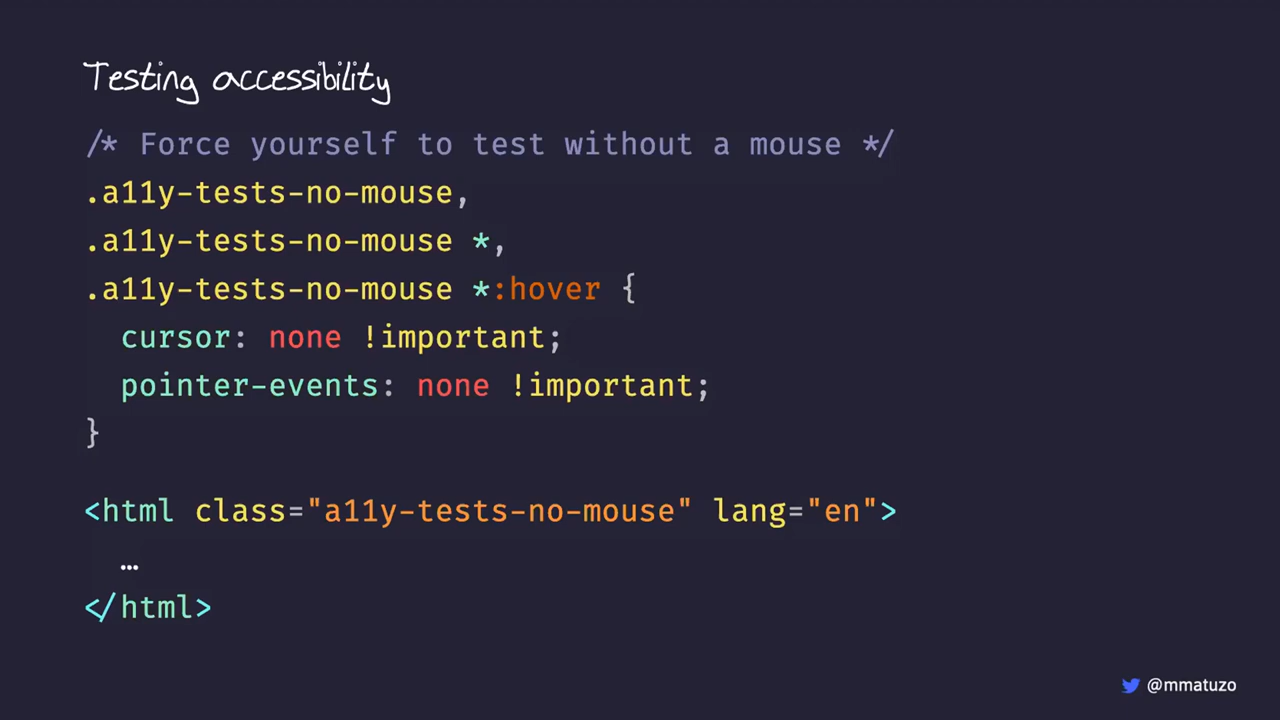 Testing accessibility
/* Force yourself to test without a mouse */
.a11y-tests-no-mouse,
.a11y-tests-no-mouse *,
.a11y-tests-no-mouse *:hover {
  cursor: none !important;
  pointer-events: none !important;
}
<html class="a11y-tests-no-mouse" lang="en">
  …
</html>
@mmatuzo